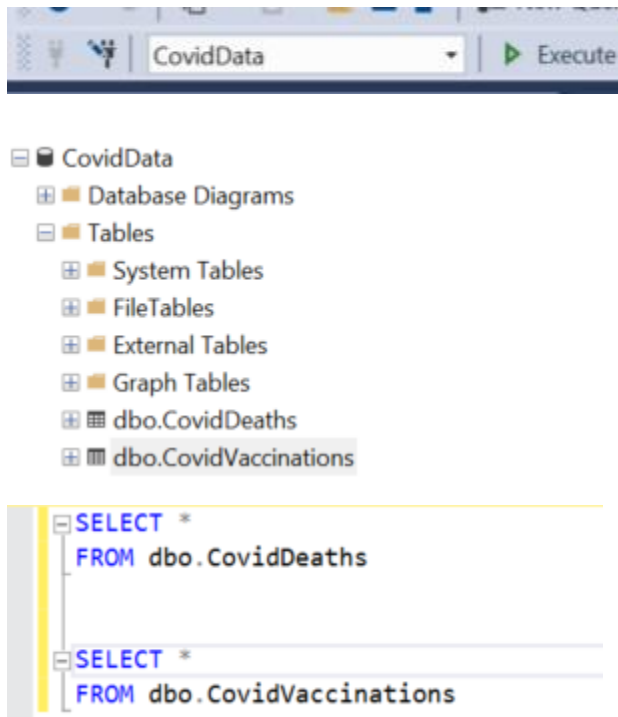 CovidData
Execute
CovidData
Database Diagrams
Tables
System Tables
FileTables
External Tables
Graph Tables
dbo.CovidDeaths
dbo.CovidVaccinations
SELECT *
FROM dbo.CovidDeaths
SELECT *
FROM dbo.CovidVaccinations